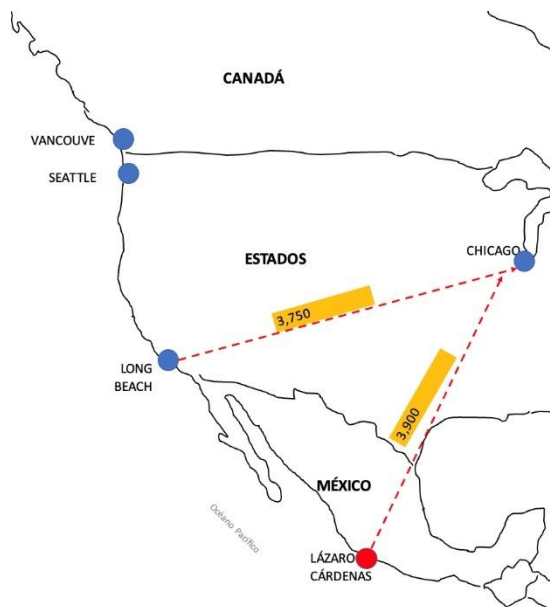 CANADÁ
VANCOUVE
SEATTLE
CHICAGO
ESTADOS
3,750
LONG
BEACH
3,900
MÉXICO
Océano Pacífico
LÁZARO
CÁRDENAS